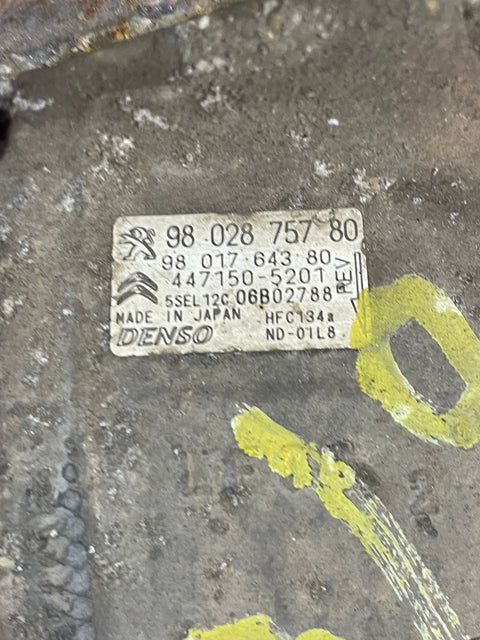 98 028 757 80
98 017 643 80
447150-5201
5SEL12C 06B02788
REV
MADE IN JAPAN HFC134a
DENSO ND-OIL8